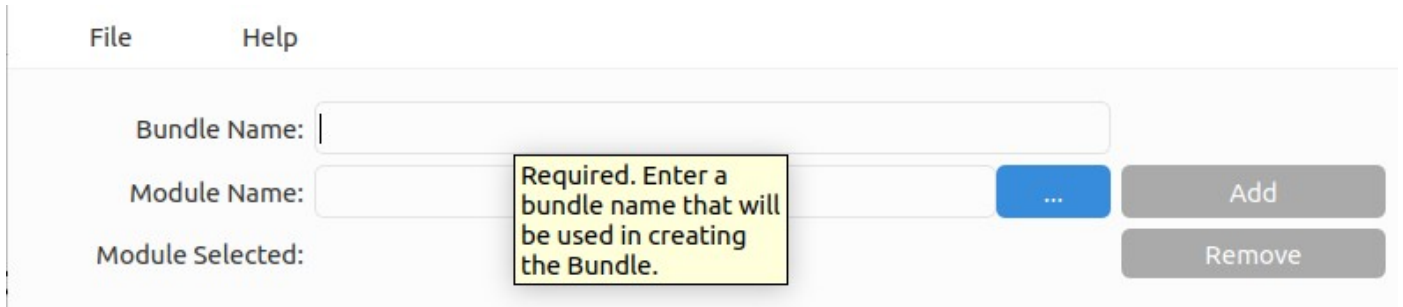 File Help
Bundle Name:
Required. Enter a
bundle name that will
be used in creating
the Bundle.
Module Name:
...
Add
Module Selected:
Remove